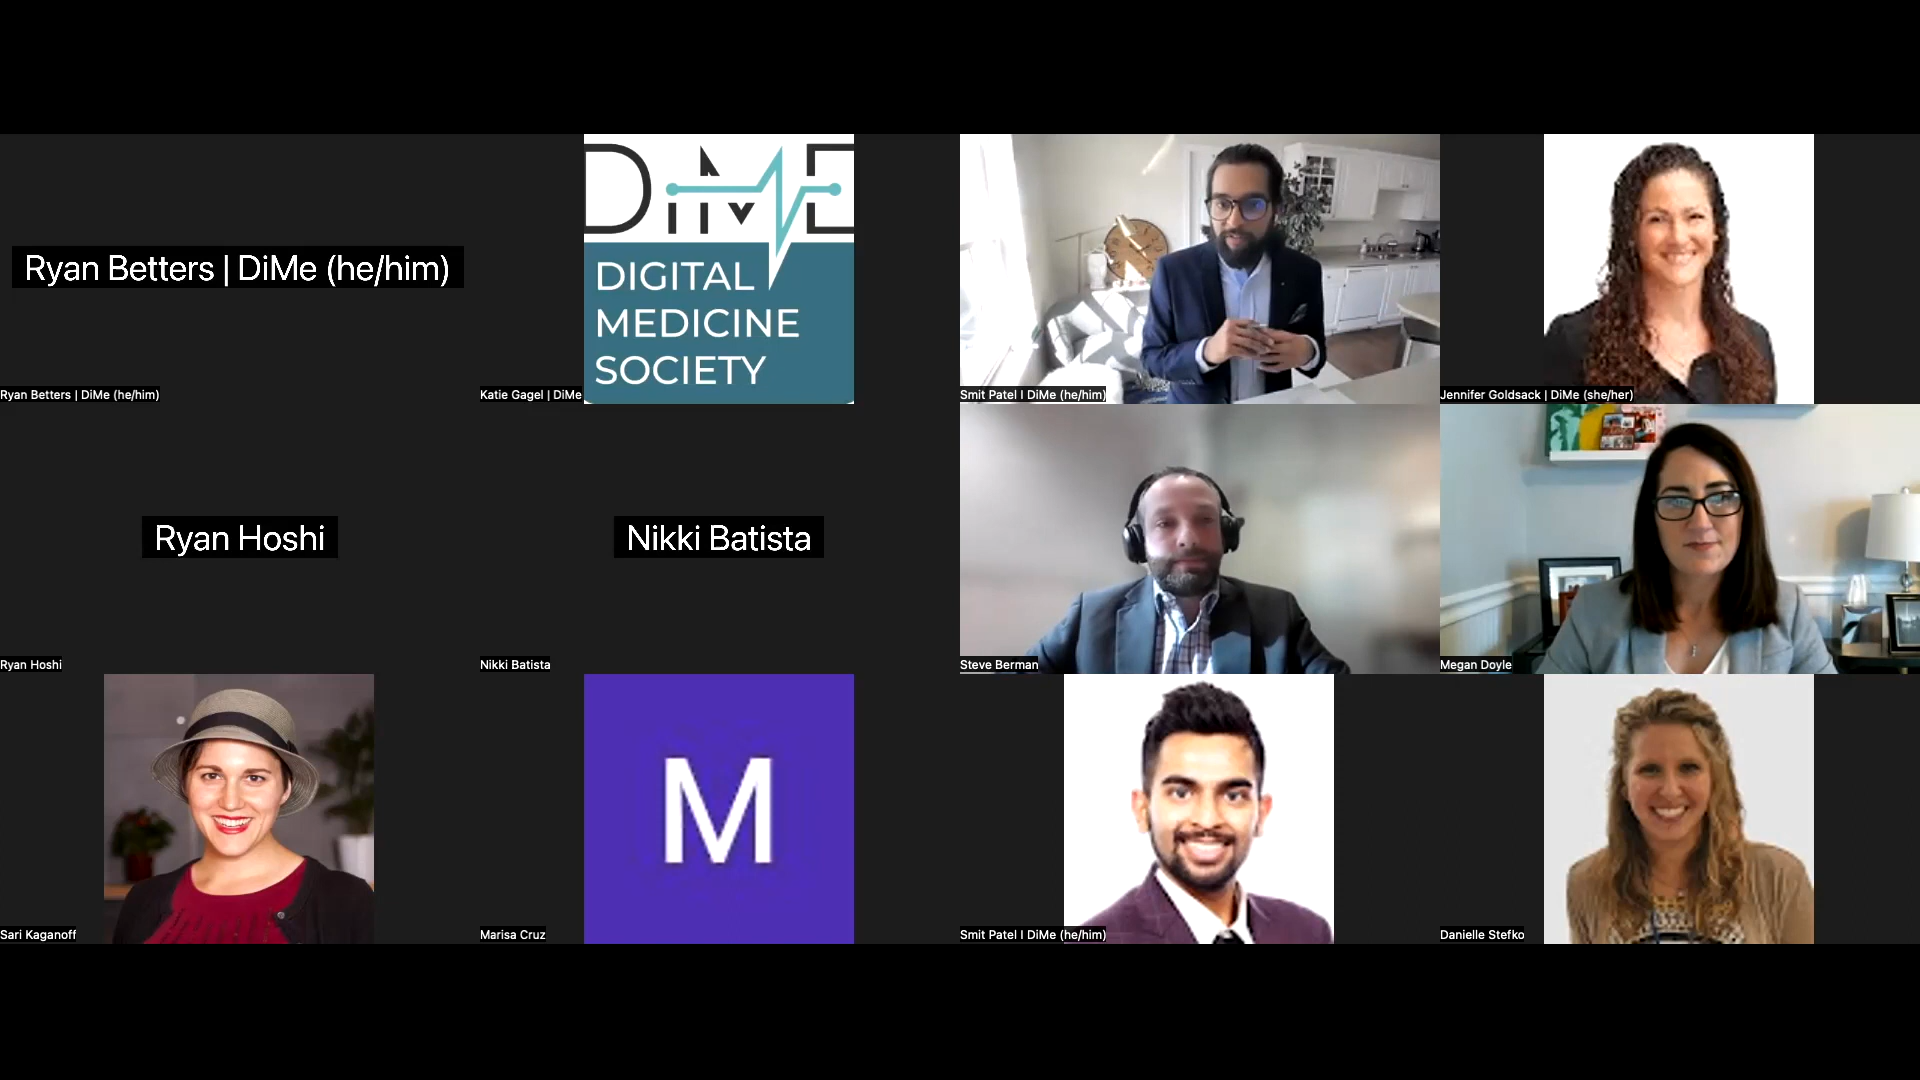 Ryan Betters | DiMe (he/him)
Ryan Betters | DiMe (he/him)
DiME
DIGITAL
MEDICINE
SOCIETY
Katie Gagel | DiMe
Smit Patel I DiMe (he/him)
Jennifer Goldsack | DiMe (she/her)
Ryan Hoshi
Ryan Hoshi
Nikki Batista
Nikki Batista
Steve Berman
Megan Doyle
Sari Kaganoff
M
Marisa Cruz
Smit Patel I DiMe (he/him)
Danielle Stefko